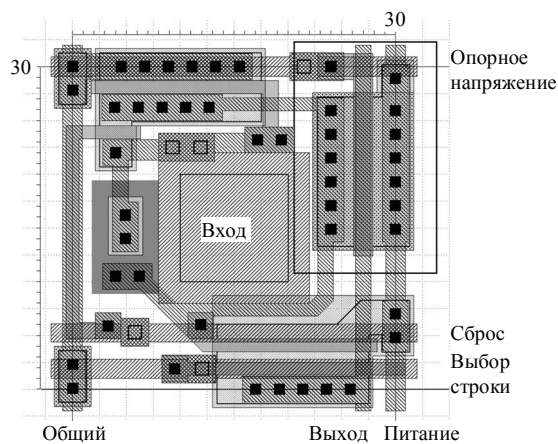 30
30
Опорное
напряжение
Вход
Сброс
Выбор
строки
Общий
Выход
Питание